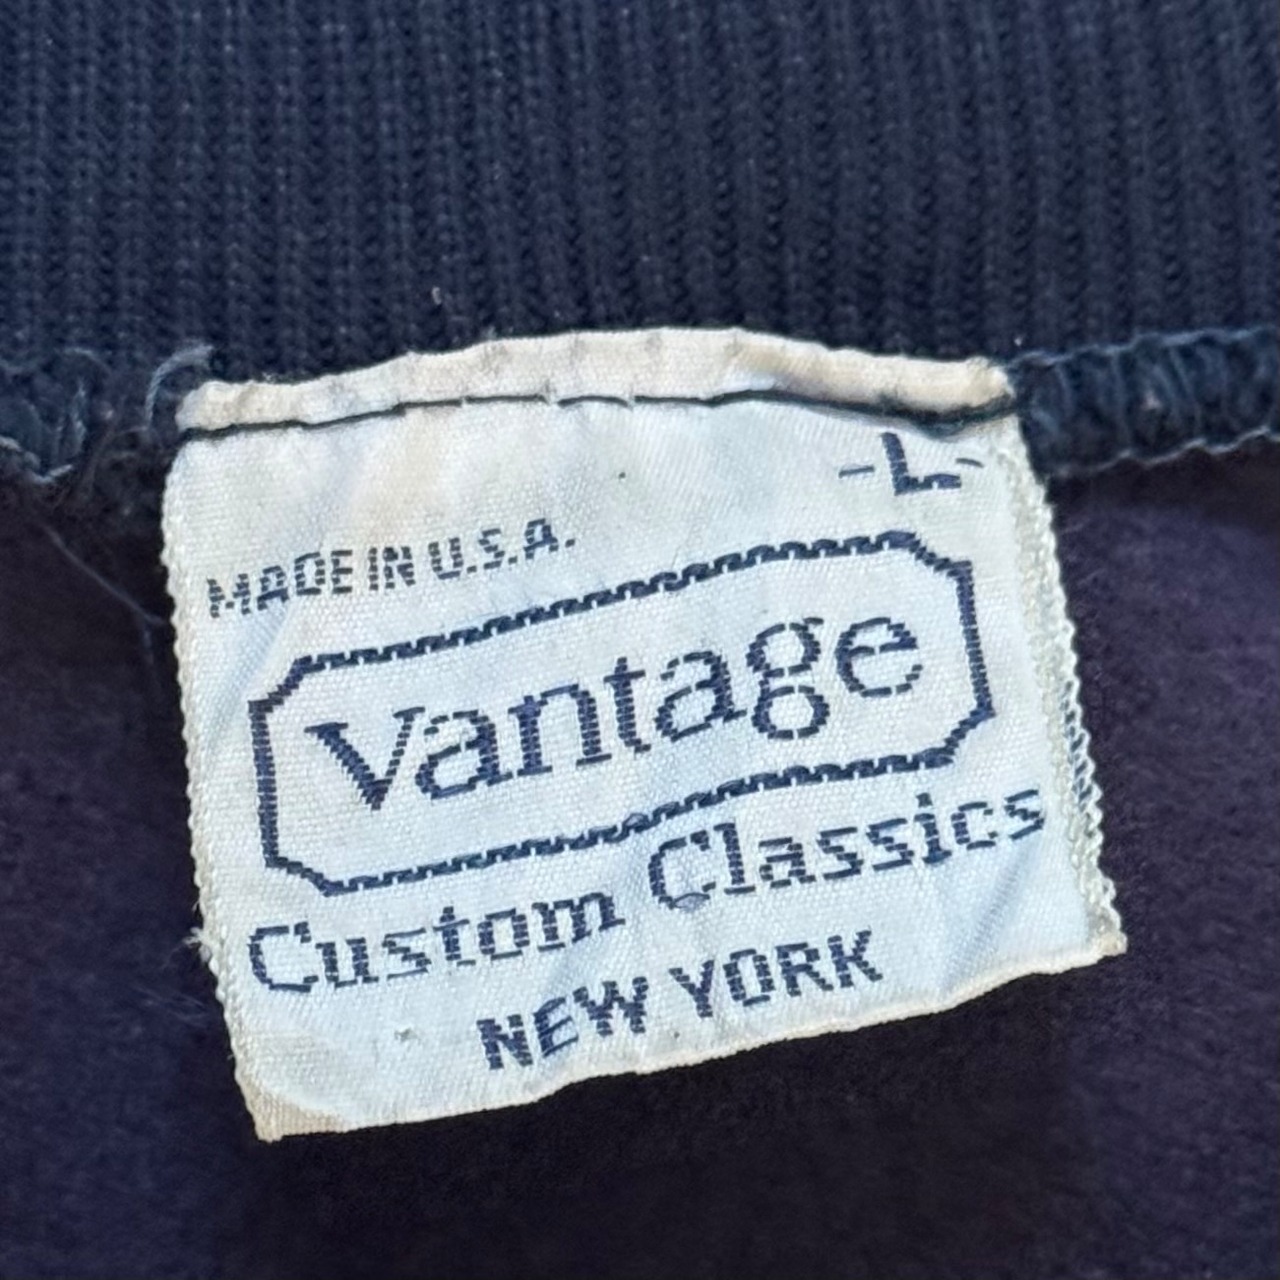 -L-
MADE IN U.S.A.
Vantage
Custom Classics
NEW YORK